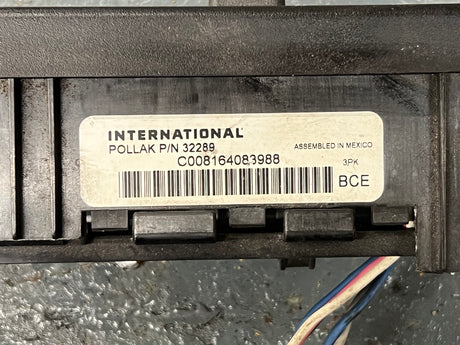 INTERNATIONAL
POLLAK P/N 32289
ASSEMBLED IN MEXICO
C008164083988
3PK
BCE